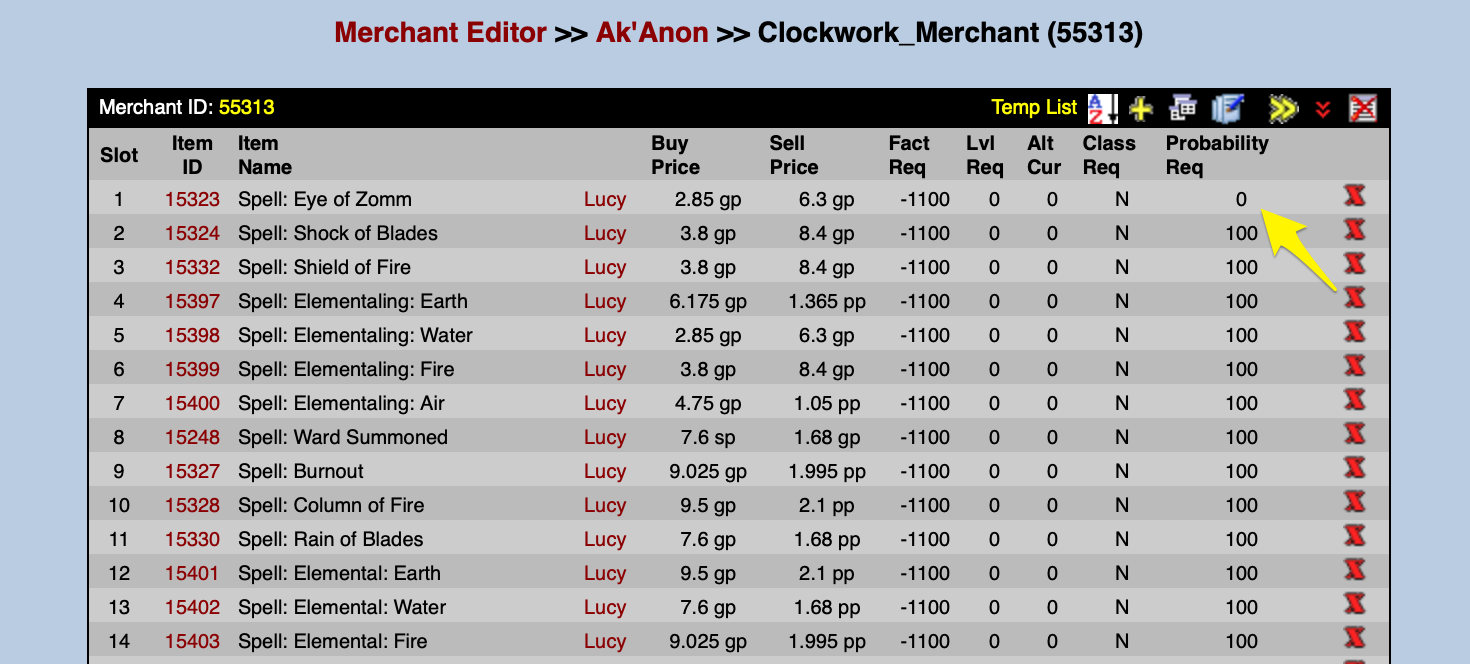 Merchant Editor >> Ak'Anon >> Clockwork_Merchant (55313)
Merchant ID: 55313 Temp List
Slot Item ID Item Name Buy Price Sell Price Fact Req Lvl Req Alt Cur Class Req Probability Req
1 15323 Spell: Eye of Zomm Lucy 2.85 gp 6.3 gp -1100 0 0 N 0
2 15324 Spell: Shock of Blades Lucy 3.8 gp 8.4 gp -1100 0 0 N 100
3 15332 Spell: Shield of Fire Lucy 3.8 gp 8.4 gp -1100 0 0 N 100
4 15397 Spell: Elementaling: Earth Lucy 6.175 gp 1.365 pp -1100 0 0 N 100
5 15398 Spell: Elementaling: Water Lucy 2.85 gp 6.3 gp -1100 0 0 N 100
6 15399 Spell: Elementaling: Fire Lucy 3.8 gp 8.4 gp -1100 0 0 N 100
7 15400 Spell: Elementaling: Air Lucy 4.75 gp 1.05 pp -1100 0 0 N 100
8 15248 Spell: Ward Summoned Lucy 7.6 sp 1.68 gp -1100 0 0 N 100
9 15327 Spell: Burnout Lucy 9.025 gp 1.995 pp -1100 0 0 N 100
10 15328 Spell: Column of Fire Lucy 9.5 gp 2.1 pp -1100 0 0 N 100
11 15330 Spell: Rain of Blades Lucy 7.6 gp 1.68 pp -1100 0 0 N 100
12 15401 Spell: Elemental: Earth Lucy 9.5 gp 2.1 pp -1100 0 0 N 100
13 15402 Spell: Elemental: Water Lucy 7.6 gp 1.68 pp -1100 0 0 N 100
14 15403 Spell: Elemental: Fire Lucy 9.025 gp 1.995 pp -1100 0 0 N 100